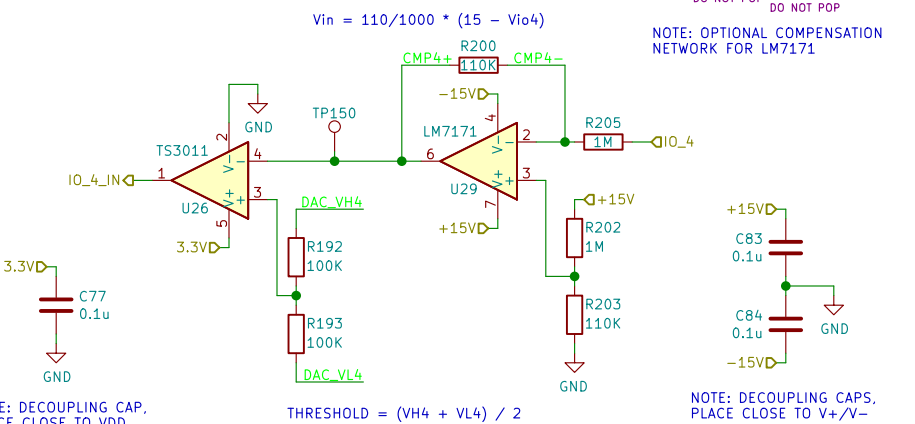 DO NOT POP
DO NOT POP
Vin = 110/1000 * (15 - Vio4)
NOTE: OPTIONAL COMPENSATION
NETWORK FOR LM7171
R200
CMP4+
110K
CMP4-
-15V
4
GND
TP150
LM7171
V-
-
2
R205
1M
IO_4
2
TS3011
V-
-
4
6
IO_4_IN
1
V+
+
3
U26
5
3.3V
U29
V+
+
3
7
+15V
DAC_VH4
+15V
R202
1M
R192
100K
R203
110K
GND
R193
100K
DAC_VL4
3.3V
C77
0.1u
GND
+15V
C83
0.1u
C84
0.1u
GND
-15V
E: DECOUPLING CAP,
CE CLOSE TO VDD
THRESHOLD = (VH4 + VL4) / 2
NOTE: DECOUPLING CAPS,
PLACE CLOSE TO V+/V-